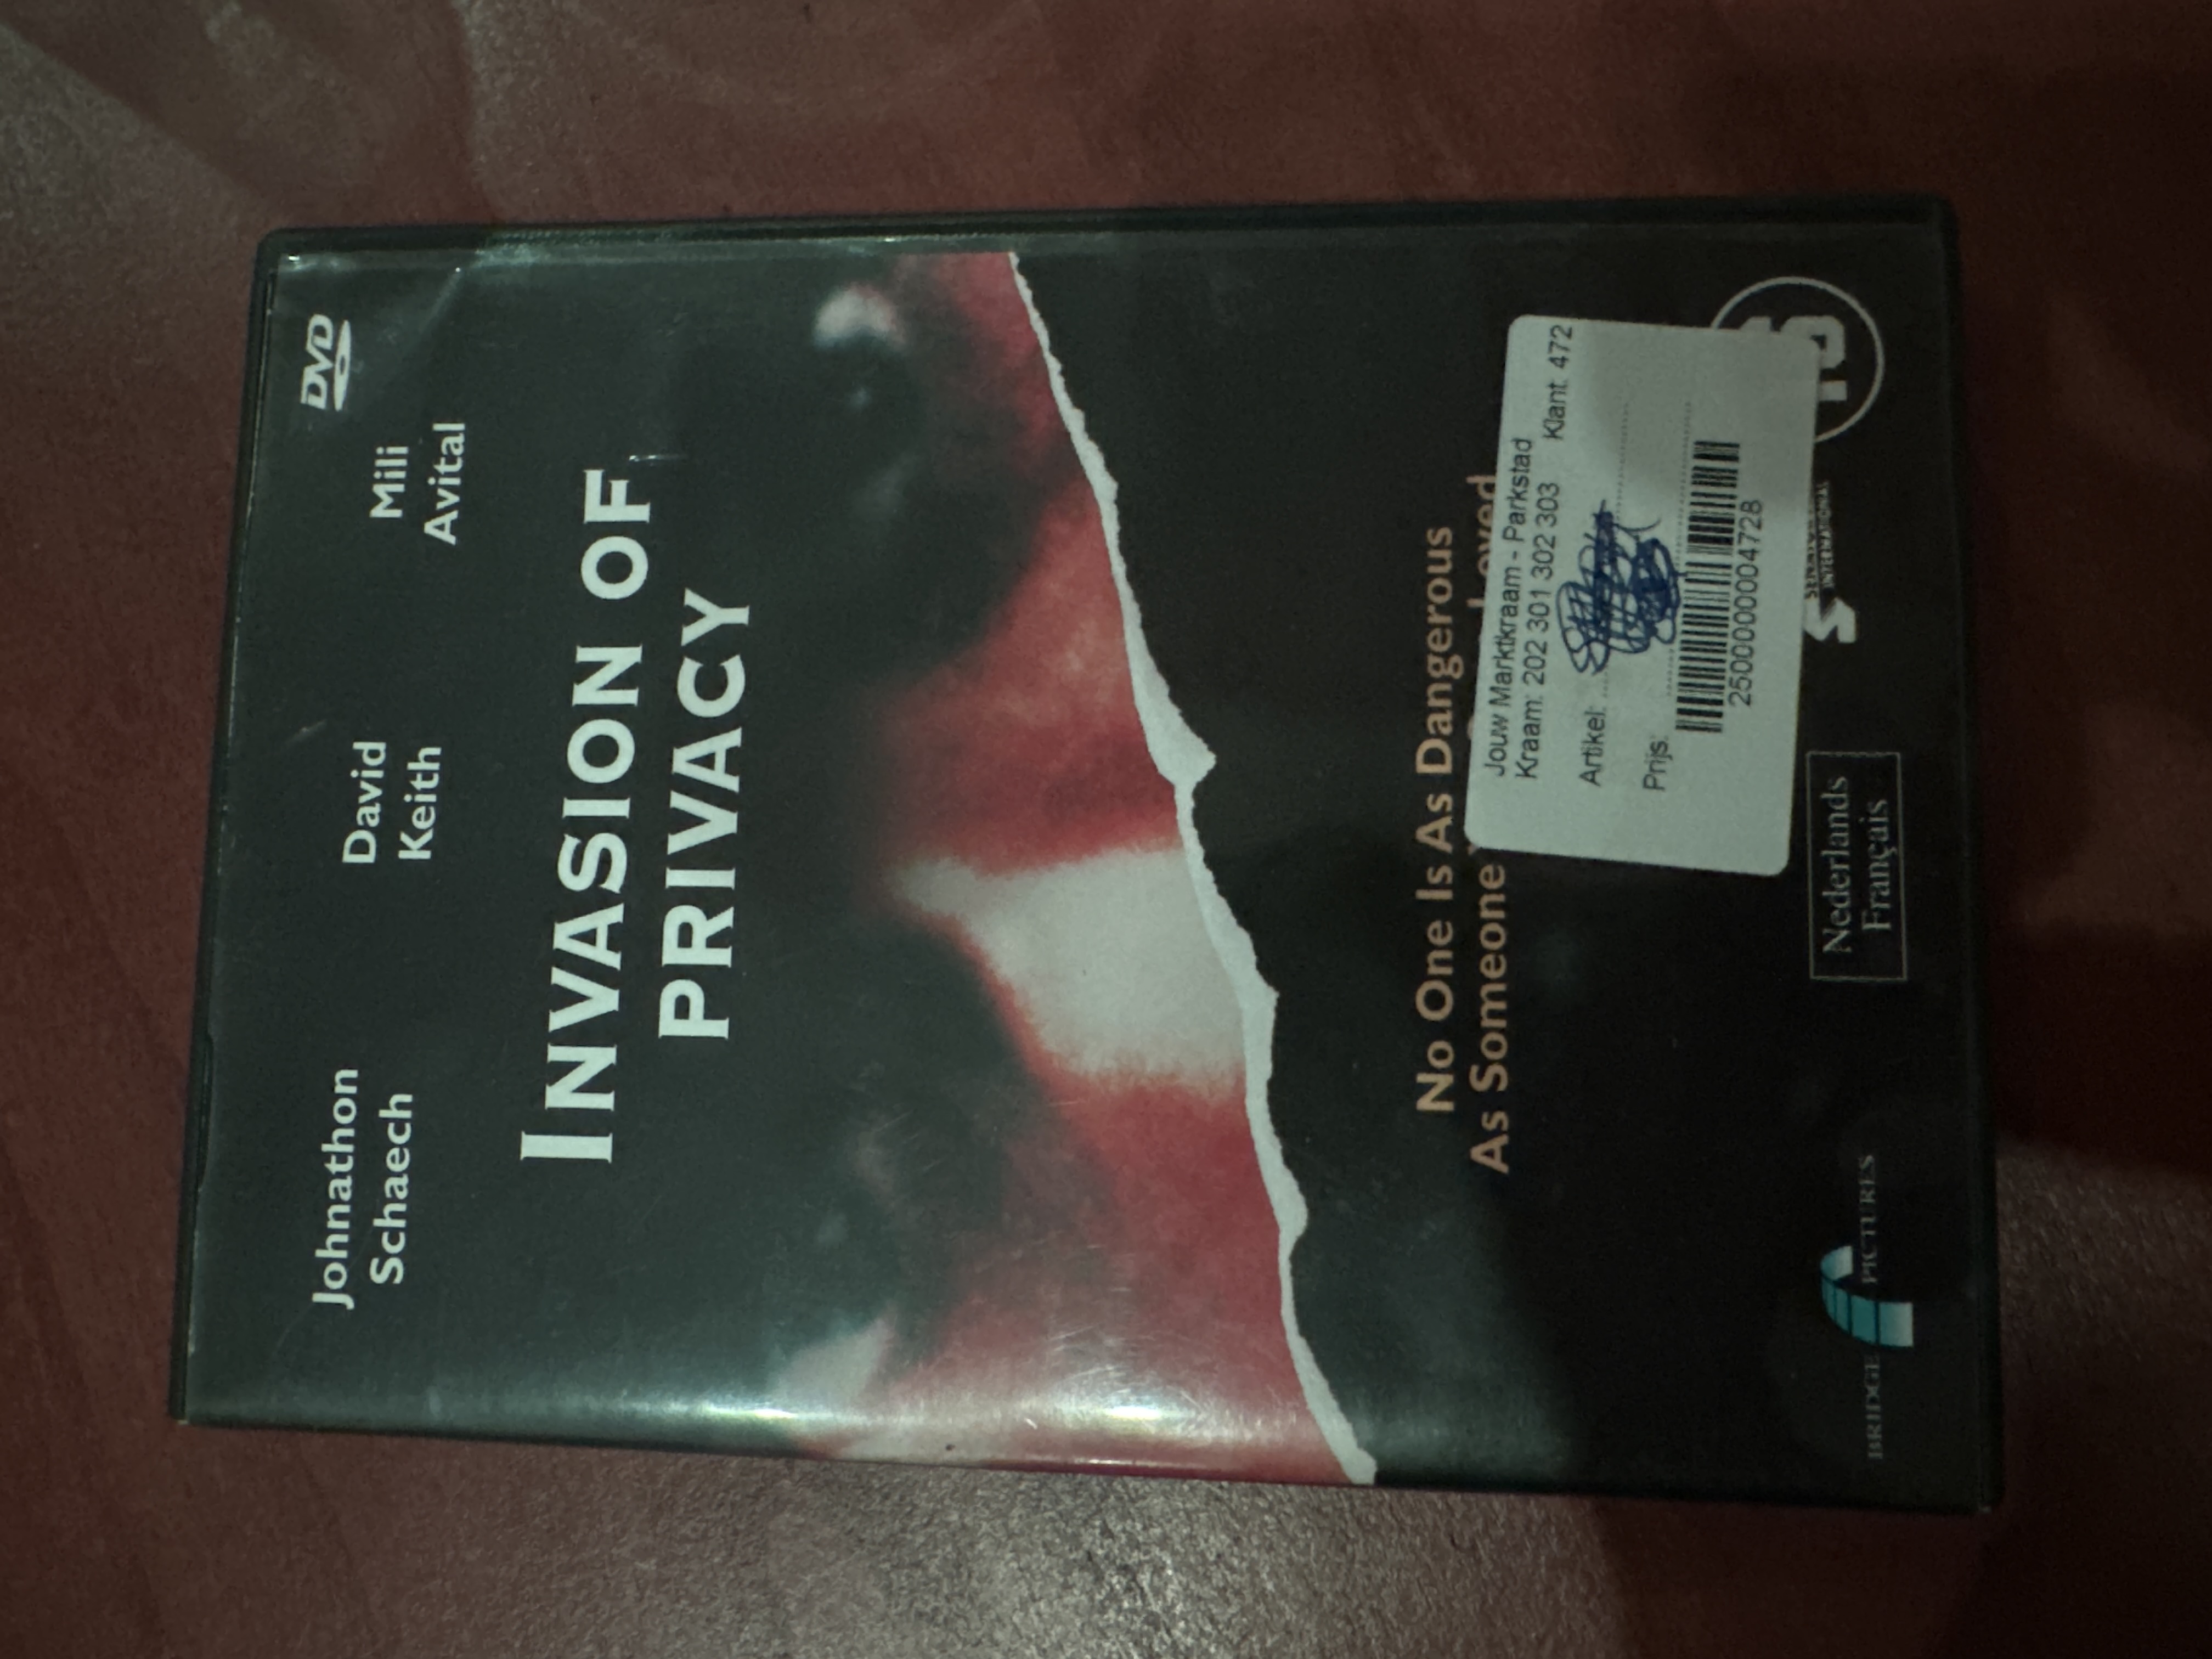 DVD
Johnathon
Schaech
David
Keith
Mili
Avital
INVASION OF
PRIVACY
No One Is As Dangerous
As Someone Loved
Jouw Marktkraam - Parkstad
Kraam: 202 301 302 303 Klant: 472
Artikel:
Prijs:
2500000004728
BRIDGE PICTURES
Nederlands
Français
INTERNATIONAL